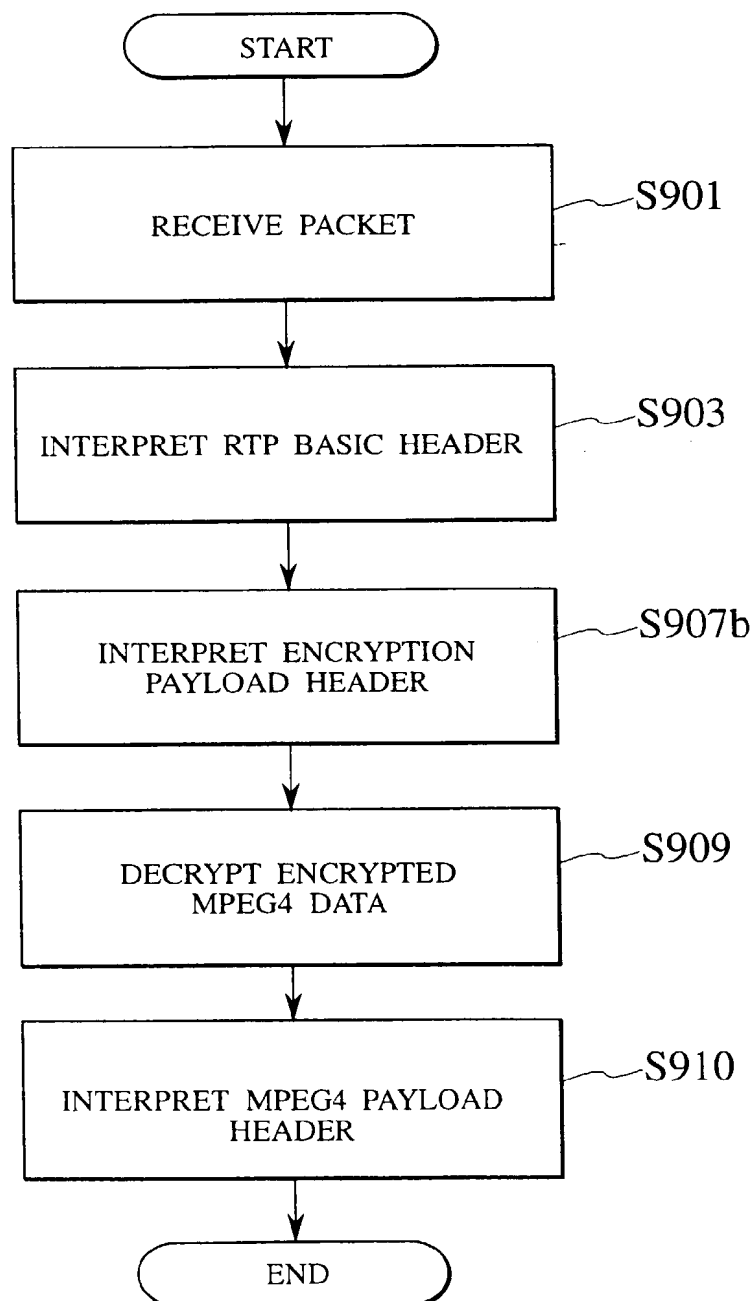 START
RECEIVE PACKET
S901
INTERPRET RTP BASIC HEADER
S903
INTERPRET ENCRYPTION
PAYLOAD HEADER
S907b
DECRYPT ENCRYPTED
MPEG4 DATA
S909
INTERPRET MPEG4 PAYLOAD
HEADER
S910
END